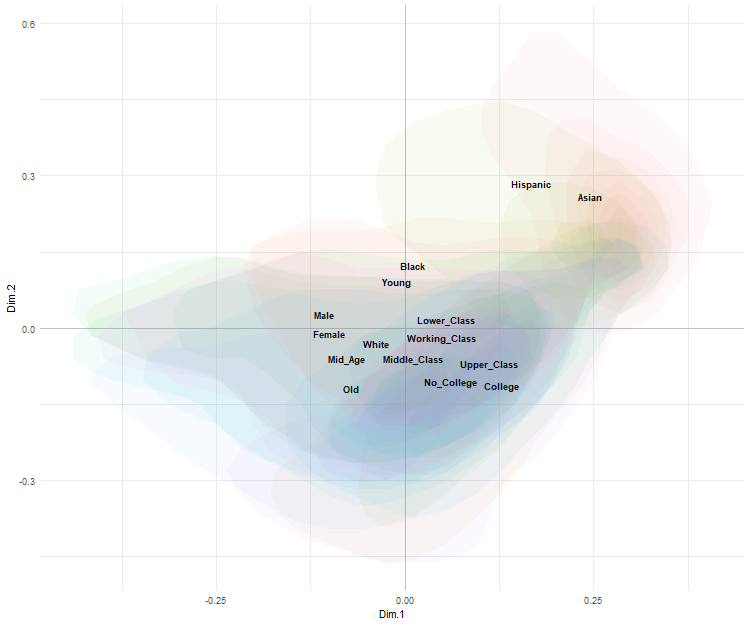 0.6
0.3
0.0
-0.3
Dim.2
Hispanic
Asian
Black
Young
Male
Lower_Class
Female
Working_Class
White
Mid_Age
Middle_Class
Upper_Class
No_College
College
Old
-0.25
0.00
0.25
Dim.1